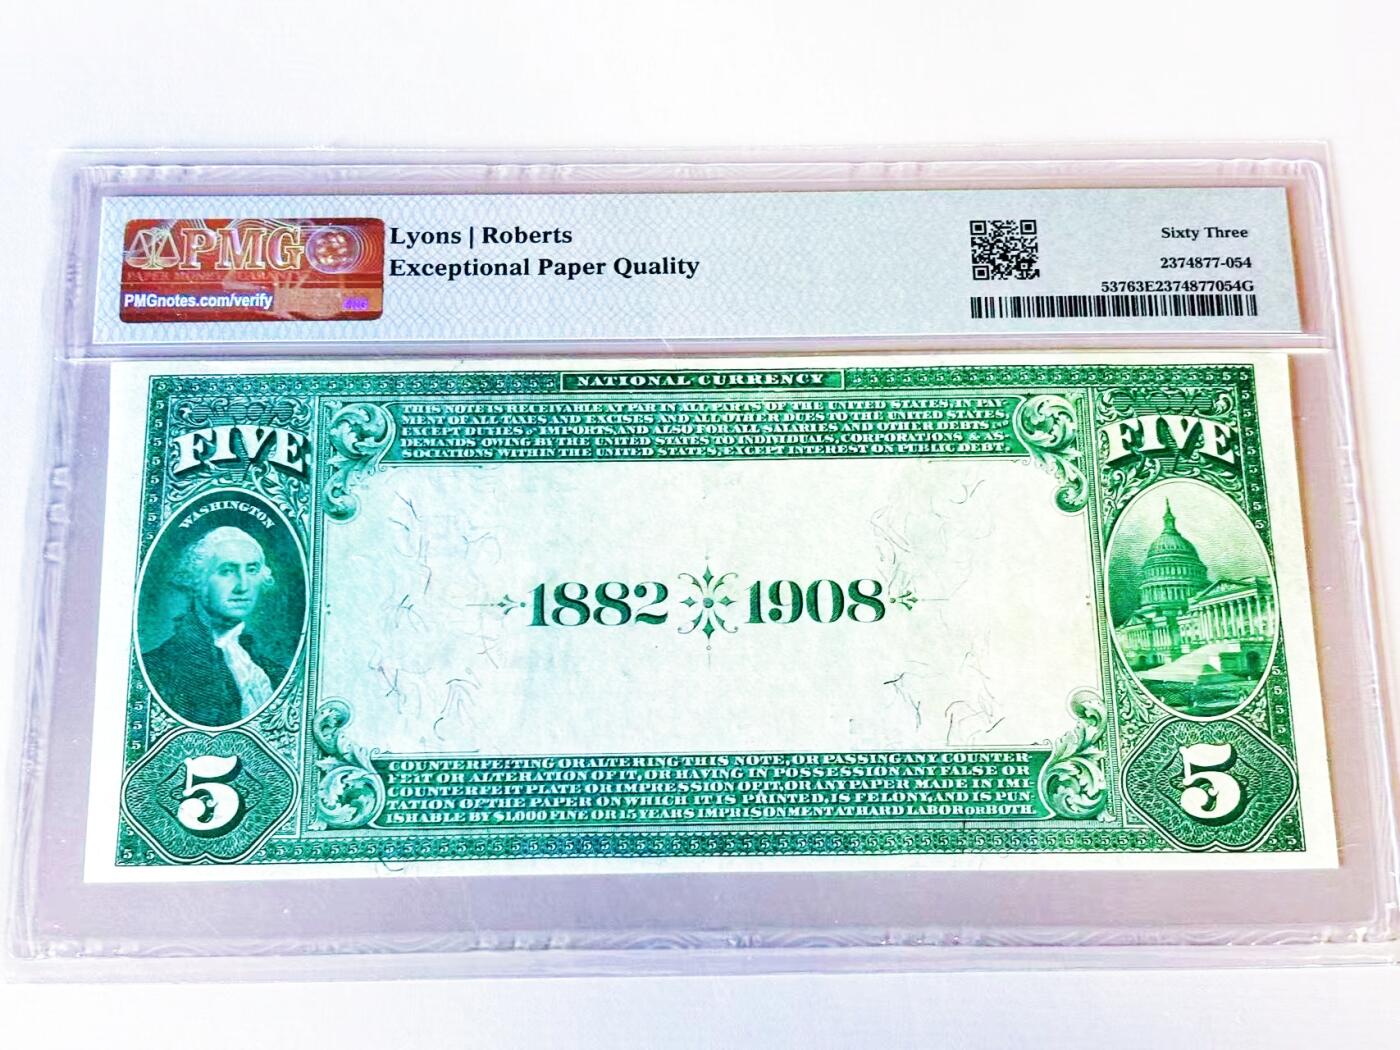 PMG
PAPER MONEY GUARANTY
PMGnotes.com/verify
Lyons | Roberts
Exceptional Paper Quality
Sixty Three
2374877-054
53763E2374877054G
NATIONAL CURRENCY
THIS NOTE IS RECEIVABLE AT PAR IN ALL PARTS OF THE UNITED STATES, IN PAY-
MENT OF ALL TAXES AND EXCISES AND ALL OTHER DUES TO THE UNITED STATES,
EXCEPT DUTIES ON IMPORTS, AND ALSO FOR ALL SALARIES AND OTHER DEBTS AND
DEMANDS OWING BY THE UNITED STATES TO INDIVIDUALS, CORPORATIONS & AS-
SOCIATIONS WITHIN THE UNITED STATES, EXCEPT INTEREST ON PUBLIC DEBT.
FIVE
FIVE
WASHINGTON
1882 1908
5
5
COUNTERFEITING OR ALTERING THIS NOTE, OR PASSING ANY COUNTER-
FEIT OR ALTERATION OF IT, OR HAVING IN POSSESSION ANY FALSE OR
COUNTERFEIT PLATE OR IMPRESSION OF IT, OR ANY PAPER MADE IN IMI-
TATION OF THE PAPER ON WHICH IT IS PRINTED, IS FELONY, AND IS PUN-
ISHABLE BY $1,000 FINE OR 15 YEARS IMPRISONMENT AT HARD LABOR OR BOTH.